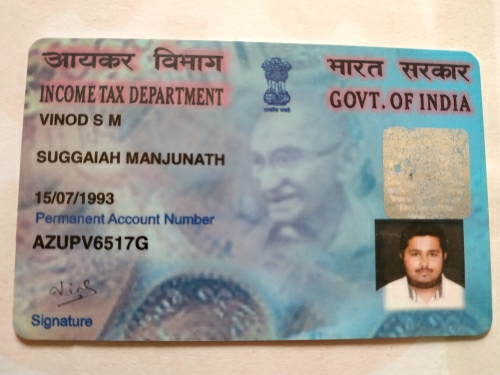 आयकर विभाग
भारत सरकार
INCOME TAX DEPARTMENT
GOVT. OF INDIA
VINOD S M
SUGGAIAH MANJUNATH
15/07/1993
Permanent Account Number
AZUPV6517G
Signature